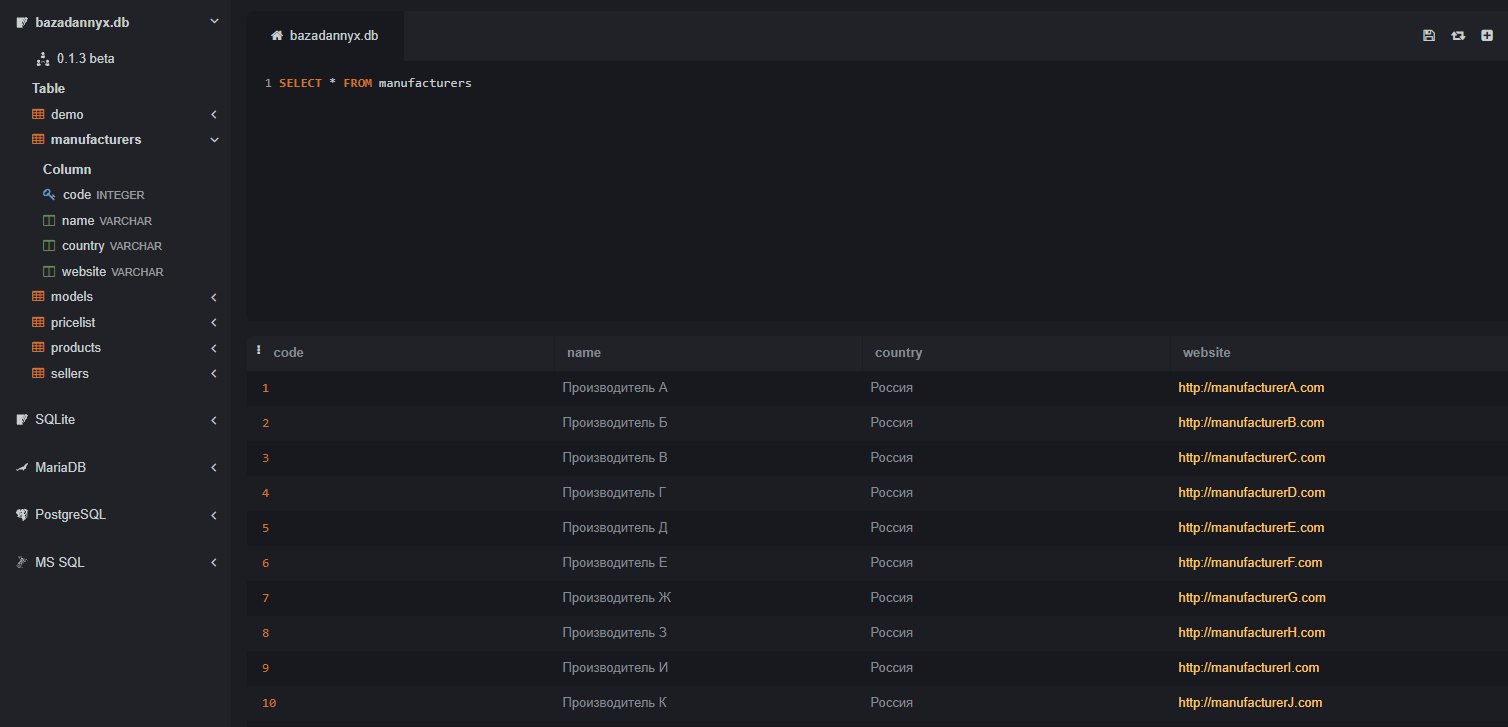 bazadannyx.db
0.1.3 beta
Table
demo
manufacturers
Column
code INTEGER
name VARCHAR
country VARCHAR
website VARCHAR
models
pricelist
products
sellers
SQLite
MariaDB
PostgreSQL
MS SQL
bazadannyx.db
1 SELECT * FROM manufacturers
code name country website
1 Производитель А Россия http://manufacturerA.com
2 Производитель Б Россия http://manufacturerB.com
3 Производитель В Россия http://manufacturerC.com
4 Производитель Г Россия http://manufacturerD.com
5 Производитель Д Россия http://manufacturerE.com
6 Производитель Е Россия http://manufacturerF.com
7 Производитель Ж Россия http://manufacturerG.com
8 Производитель З Россия http://manufacturerH.com
9 Производитель И Россия http://manufacturerI.com
10 Производитель К Россия http://manufacturerJ.com